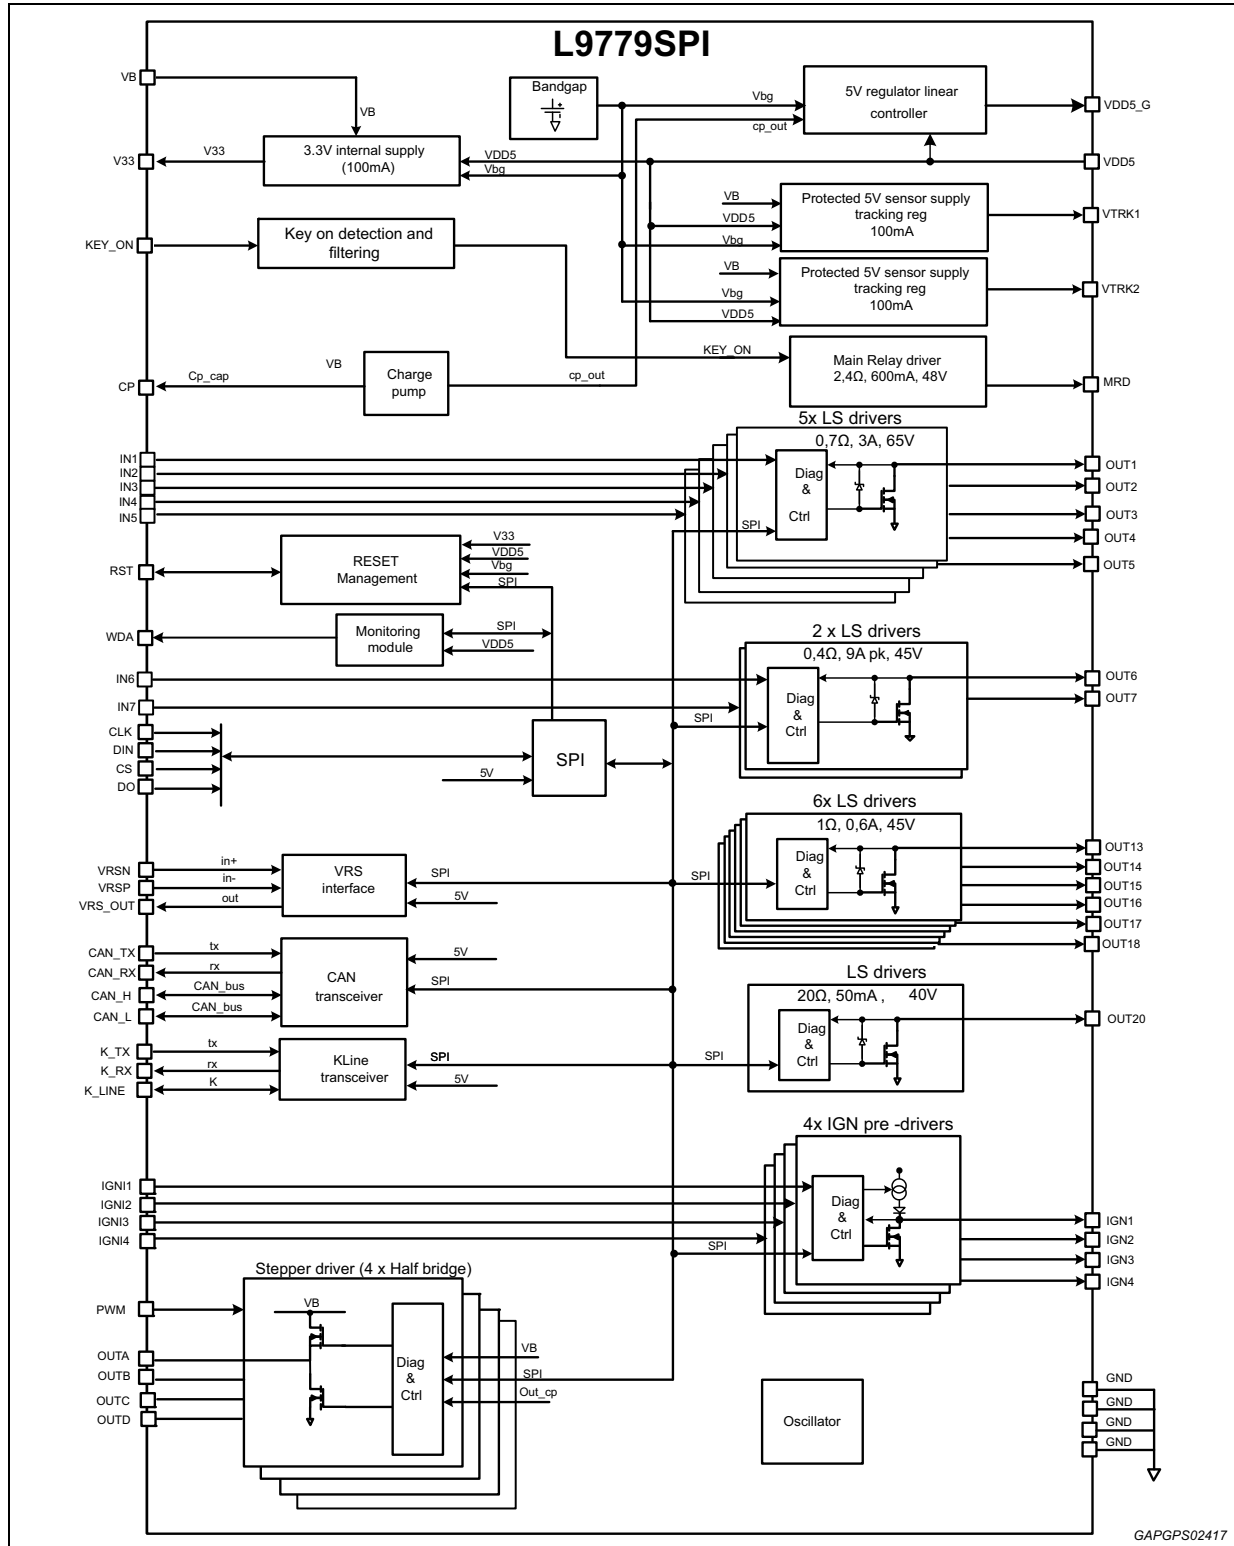 L9779SPI
VB
VB
Bandgap
Vbg
cp_out
5V regulator linear
controller
VDD5_G
V33
V33
3.3V internal supply
(100mA)
VDD5
Vbg
VDD5
VB
VDD5
Vbg
Protected 5V sensor supply
tracking reg
100mA
VTRK1
KEY_ON
Key on detection and
filtering
VB
Vbg
VDD5
Protected 5V sensor supply
tracking reg
100mA
VTRK2
KEY_ON
Main Relay driver
2,4Ω, 600mA, 48V
MRD
CP
Cp_cap
VB
Charge
pump
cp_out
5x LS drivers
0,7Ω, 3A, 65V
IN1
IN2
IN3
IN4
IN5
Diag
&
Ctrl
SPI
OUT1
OUT2
OUT3
OUT4
OUT5
RST
RESET
Management
V33
VDD5
Vbg
SPI
WDA
Monitoring
module
SPI
VDD5
2 x LS drivers
0,4Ω, 9A pk, 45V
IN6
IN7
Diag
&
Ctrl
SPI
OUT6
OUT7
CLK
DIN
CS
DO
5V
SPI
6x LS drivers
1Ω, 0,6A, 45V
Diag
&
Ctrl
SPI
OUT13
OUT14
OUT15
OUT16
OUT17
OUT18
VRSN
VRSP
VRS_OUT
in+
in-
out
VRS
interface
SPI
5V
CAN_TX
CAN_RX
CAN_H
CAN_L
tx
rx
CAN_bus
CAN_bus
CAN
transceiver
5V
SPI
LS drivers
20Ω, 50mA , 40V
Diag
&
Ctrl
SPI
OUT20
K_TX
K_RX
K_LINE
tx
rx
K
KLine
transceiver
SPI
5V
4x IGN pre -drivers
IGNI1
IGNI2
IGNI3
IGNI4
Diag
&
Ctrl
SPI
IGN1
IGN2
IGN3
IGN4
Stepper driver (4 x Half bridge)
PWM
OUTA
OUTB
OUTC
OUTD
VB
Diag
&
Ctrl
VB
SPI
Out_cp
Oscillator
GND
GND
GND
GND
GAPGPS02417